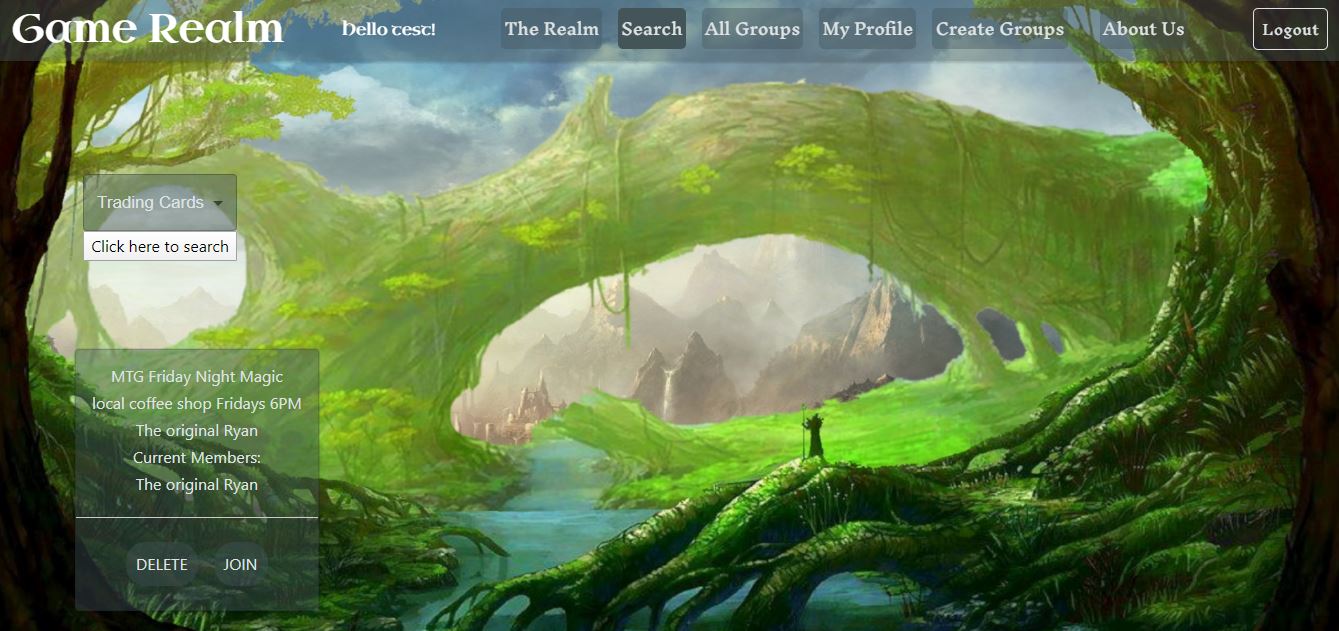 Game Realm
hello test!
The Realm
Search
All Groups
My Profile
Create Groups
About Us
Logout
Trading Cards
Click here to search
MTG Friday Night Magic
local coffee shop Fridays 6PM
The original Ryan
Current Members:
The original Ryan
DELETE JOIN